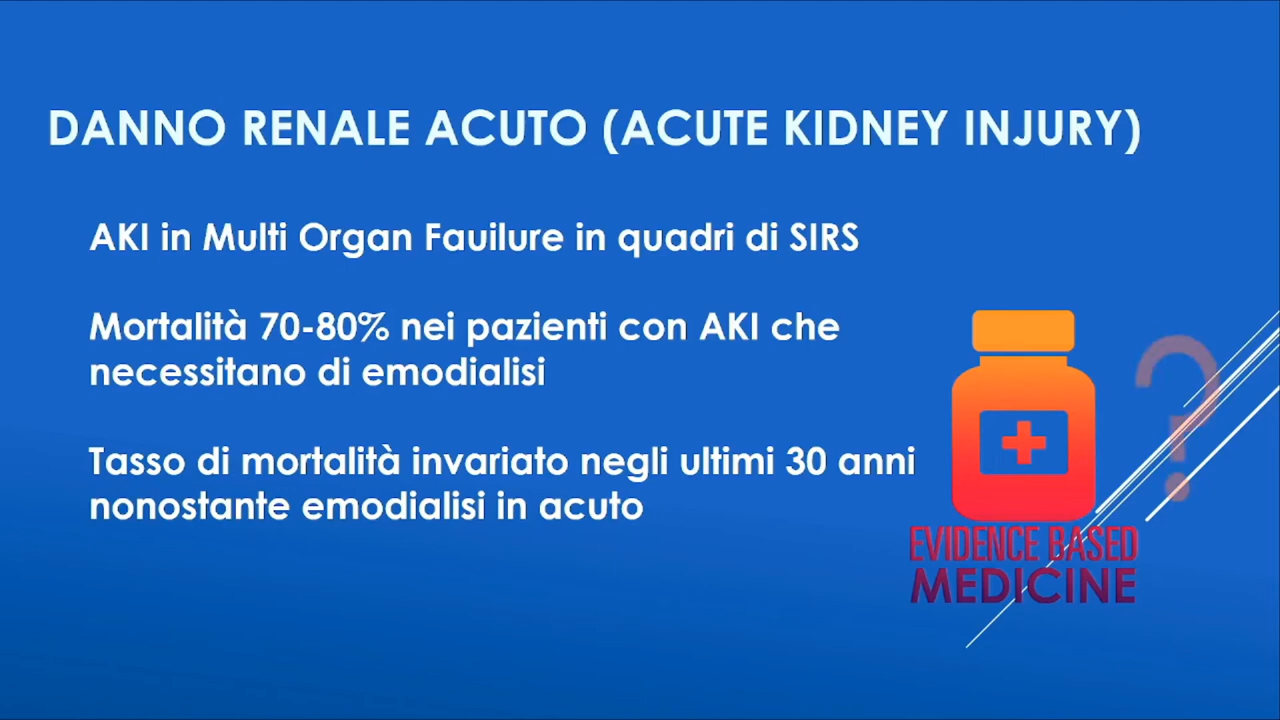 DANNO RENALE ACUTO (ACUTE KIDNEY INJURY)
AKI in Multi Organ Fauilure in quadri di SIRS
Mortalità 70-80% nei pazienti con AKI che
necessitano di emodialisi
Tasso di mortalità invariato negli ultimi 30 anni
nonostante emodialisi in acuto
?
EVIDENCE BASED
MEDICINE